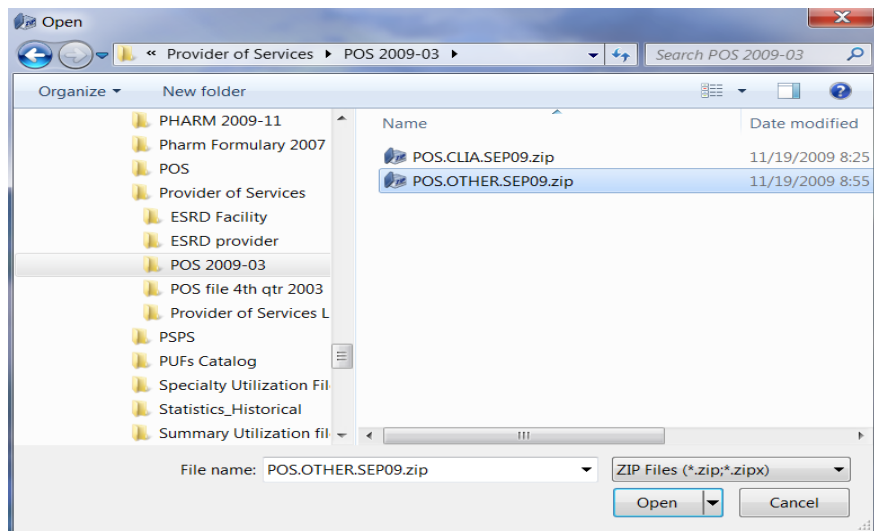 Open
« Provider of Services ▸ POS 2009-03 ▸ Search POS 2009-03
Organize New folder
PHARM 2009-11
Pharm Formulary 2007
POS
Provider of Services
ESRD Facility
ESRD provider
POS 2009-03
POS file 4th qtr 2003
Provider of Services L
PSPS
PUFs Catalog
Specialty Utilization Fil
Statistics_Historical
Summary Utilization fil
Name Date modified
POS.CLIA.SEP09.zip 11/19/2009 8:25
POS.OTHER.SEP09.zip 11/19/2009 8:55
File name: POS.OTHER.SEP09.zip ZIP Files (*.zip;*.zipx)
Open Cancel